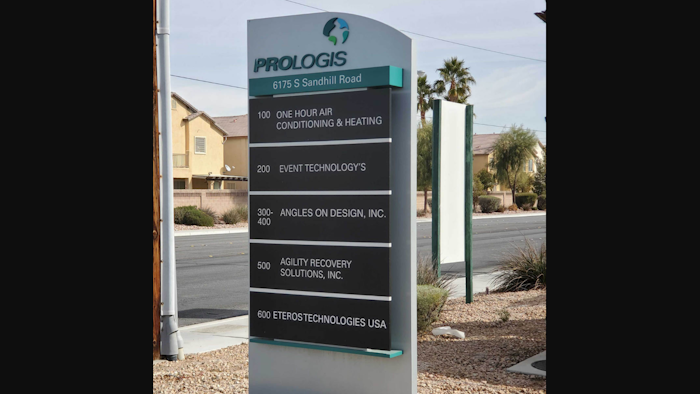 PROLOGIS
6175 S Sandhill Road
100 ONE HOUR AIR
CONDITIONING & HEATING
200 EVENT TECHNOLOGY'S
300-
400 ANGLES ON DESIGN, INC.
500 AGILITY RECOVERY
SOLUTIONS, INC.
600 ETEROSTECHNOLOGIES USA